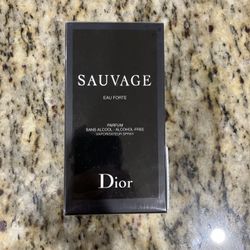 SAUVAGE
EAU FORTE
PARFUM
SANS ALCOOL - ALCOHOL-FREE
VAPORISATEUR SPRAY
Dior